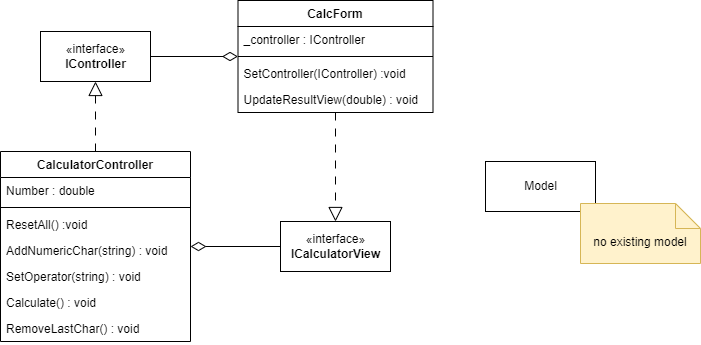 CalcForm
_controller : IController
SetController(IController) :void
UpdateResultView(double) : void
«interface»
IController
CalculatorController
Number : double
ResetAll() :void
AddNumericChar(string) : void
SetOperator(string) : void
Calculate() : void
RemoveLastChar() : void
«interface»
ICalculatorView
Model
no existing model